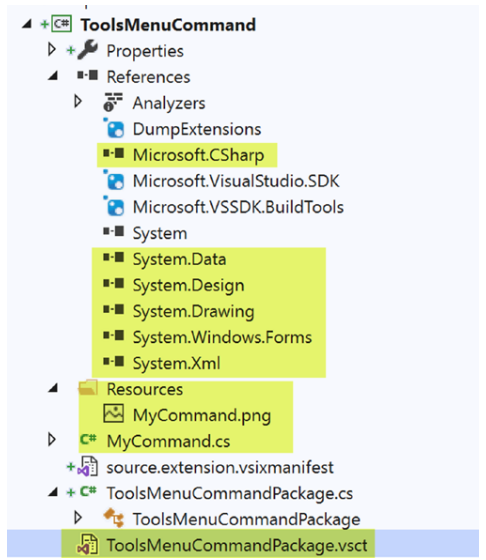 ToolsMenuCommand
Properties
References
Analyzers
DumpExtensions
Microsoft.CSharp
Microsoft.VisualStudio.SDK
Microsoft.VSSDK.BuildTools
System
System.Data
System.Design
System.Drawing
System.Windows.Forms
System.Xml
Resources
MyCommand.png
C# MyCommand.cs
source.extension.vsixmanifest
C# ToolsMenuCommandPackage.cs
ToolsMenuCommandPackage
ToolsMenuCommandPackage.vsct